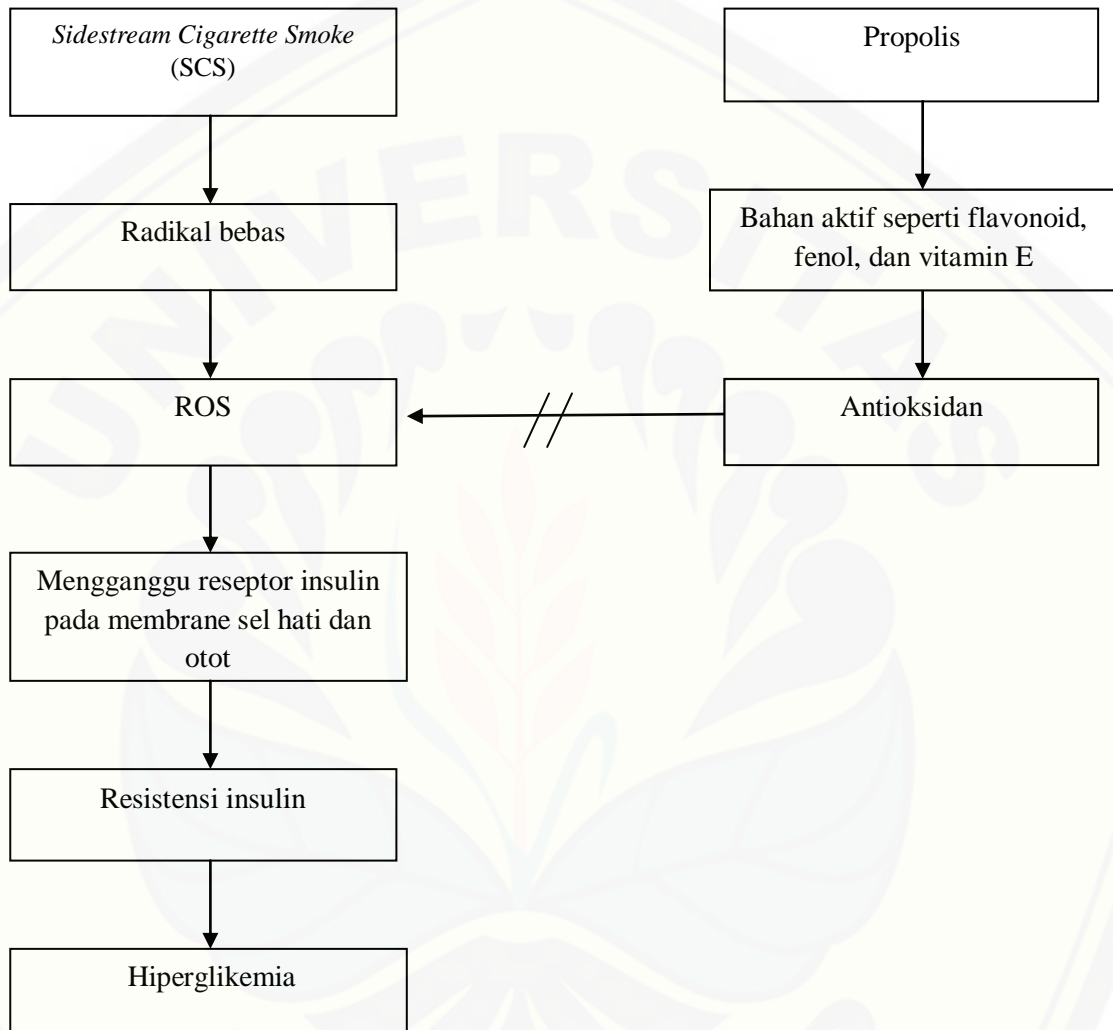 Sidestream Cigarette Smoke
(SCS)
Radikal bebas
ROS
Mengganggu reseptor insulin
pada membrane sel hati dan
otot
Resistensi insulin
Hiperglikemia
Propolis
Bahan aktif seperti flavonoid,
fenol, dan vitamin E
Antioksidan
UNIVERSITAS